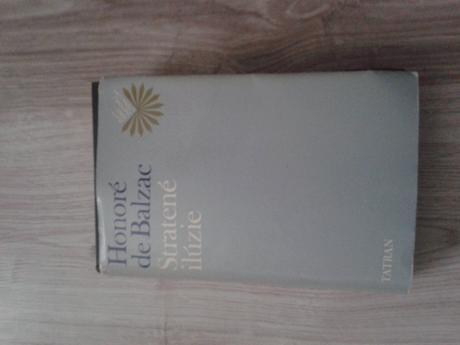 Honoré
de Balzac
Stratené
ilúzie
TATRAN